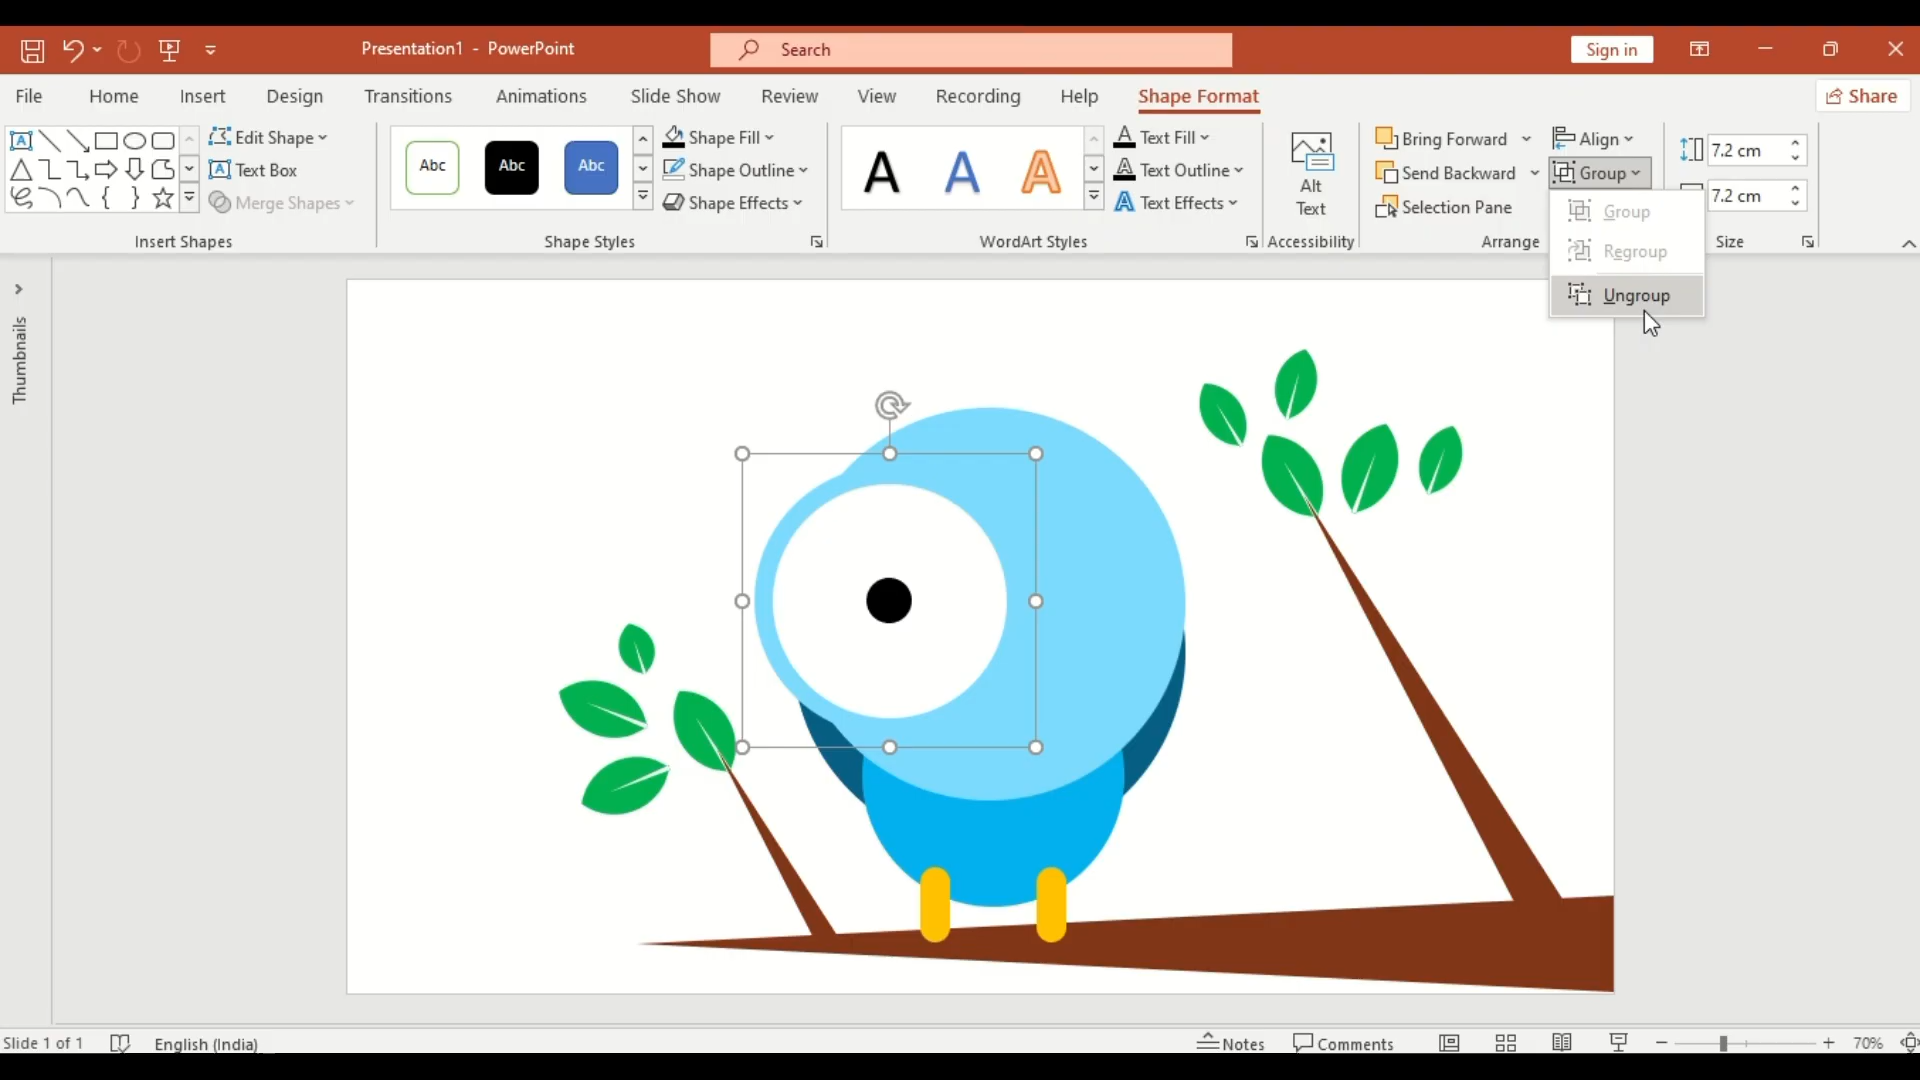 Presentation1 - PowerPoint
Search
Sign in
File Home Insert Design Transitions Animations Slide Show Review View Recording Help Shape Format
Share
Edit Shape
Text Box
Merge Shapes
Insert Shapes
Abc Abc Abc
Shape Fill
Shape Outline
Shape Effects
Shape Styles
A A A
Text Fill
Text Outline
Text Effects
WordArt Styles
Alt
Text
Accessibility
Bring Forward
Send Backward
Selection Pane
Align
Group
Arrange
7.2 cm
7.2 cm
Size
Group
Regroup
Ungroup
Thumbnails
Slide 1 of 1
English (India)
Notes
Comments
70%